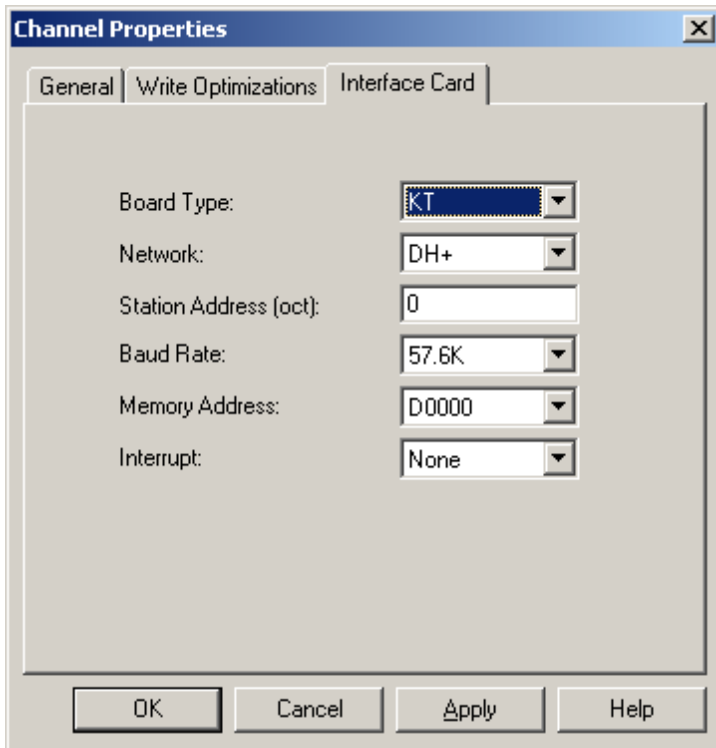 Channel Properties
General Write Optimizations Interface Card
Board Type: KT
Network: DH+
Station Address (oct): 0
Baud Rate: 57.6K
Memory Address: D0000
Interrupt: None
OK Cancel Apply Help